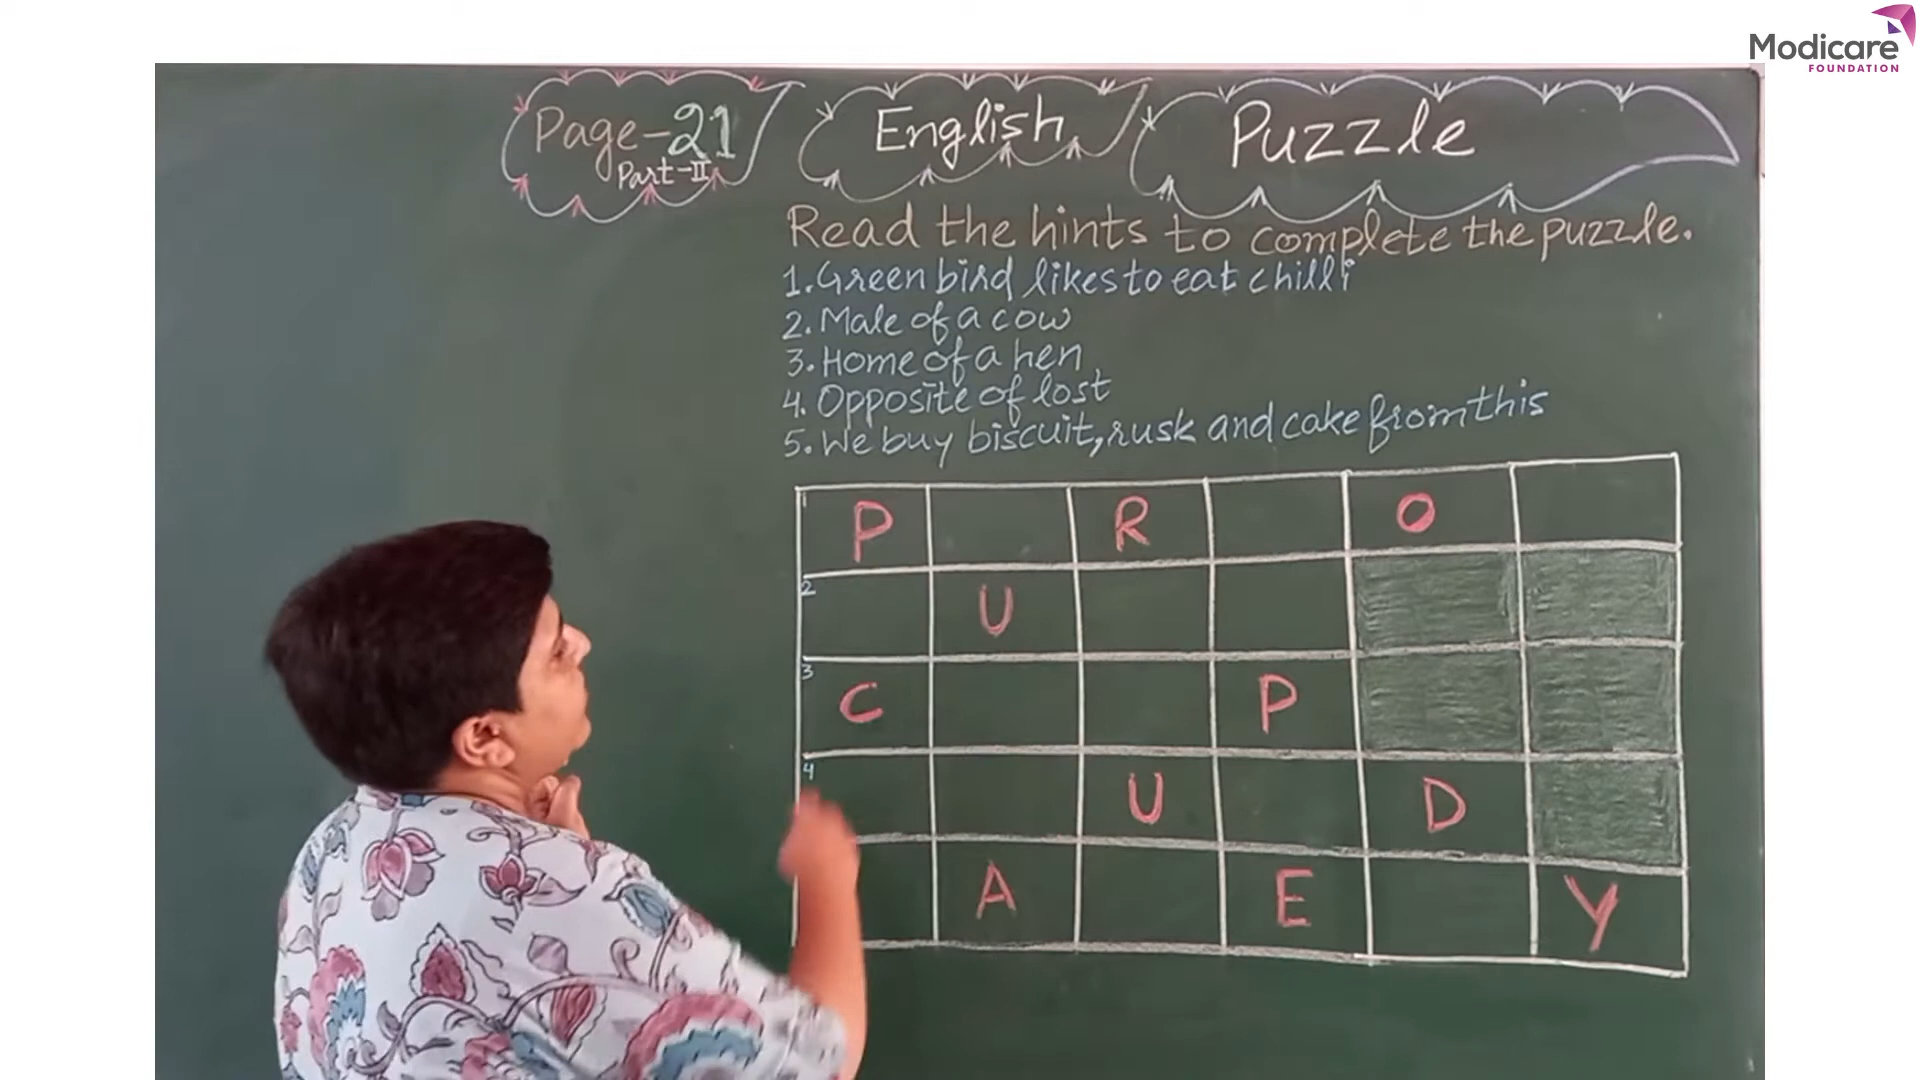 Modicare
FOUNDATION
Page-21 English Puzzle
Part-II
Read the hints to complete the puzzle.
1. Green bird likes to eat chilli
2. Male of a cow
3. Home of a hen
4. Opposite of lost
5. We buy biscuit, rusk and cake from this
1 P R O
2 U
3 C P
4 U D
A E Y